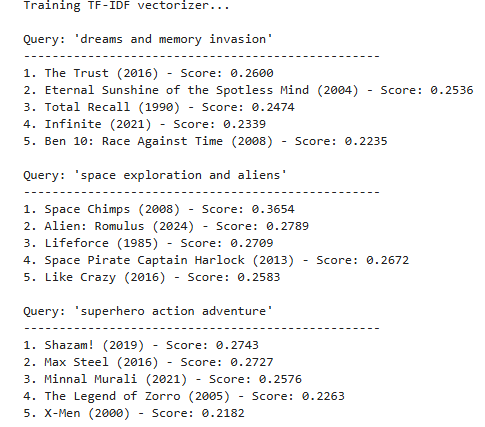 Training TF-IDF vectorizer...
Query: 'dreams and memory invasion'
--------------------------------------------------
1. The Trust (2016) - Score: 0.2600
2. Eternal Sunshine of the Spotless Mind (2004) - Score: 0.2536
3. Total Recall (1990) - Score: 0.2474
4. Infinite (2021) - Score: 0.2339
5. Ben 10: Race Against Time (2008) - Score: 0.2235
Query: 'space exploration and aliens'
--------------------------------------------------
1. Space Chimps (2008) - Score: 0.3654
2. Alien: Romulus (2024) - Score: 0.2789
3. Lifeforce (1985) - Score: 0.2709
4. Space Pirate Captain Harlock (2013) - Score: 0.2672
5. Like Crazy (2016) - Score: 0.2583
Query: 'superhero action adventure'
--------------------------------------------------
1. Shazam! (2019) - Score: 0.2743
2. Max Steel (2016) - Score: 0.2727
3. Minnal Murali (2021) - Score: 0.2576
4. The Legend of Zorro (2005) - Score: 0.2263
5. X-Men (2000) - Score: 0.2182